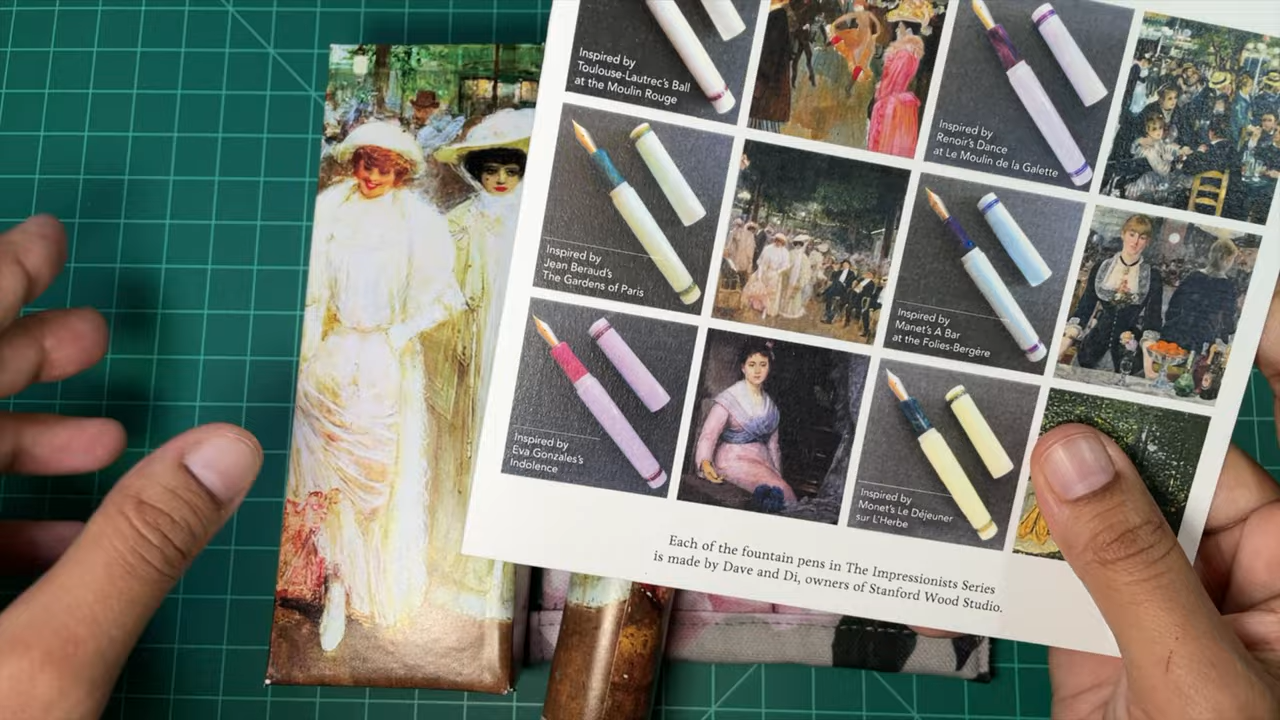 Inspired by
Toulouse-Lautrec's Ball
at the Moulin Rouge
Inspired by
Renoir's Dance
at Le Moulin de la Galette
Inspired by
Jean Beraud's
The Gardens of Paris
Inspired by
Manet's A Bar
at the Folies-Bergère
Inspired by
Eva Gonzales's
Indolence
Inspired by
Monet's Le Déjeuner
sur L'Herbe
Each of the fountain pens in The Impressionists Series
is made by Dave and Di, owners of Stanford Wood Studio.